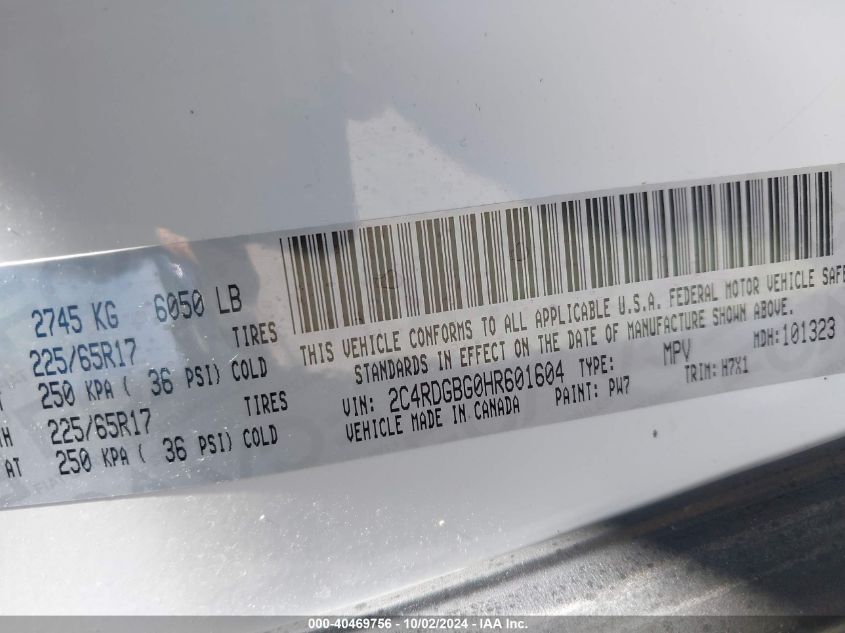 2745 KG 6050 LB
225/65R17 TIRES
250 KPA ( 36 PSI) COLD
225/65R17 TIRES
AT 250 KPA ( 36 PSI) COLD
THIS VEHICLE CONFORMS TO ALL APPLICABLE U.S.A. FEDERAL MOTOR VEHICLE SAFE
STANDARDS IN EFFECT ON THE DATE OF MANUFACTURE SHOWN ABOVE.
MDH:101323
VIN: 2C4RDGBG0HR601604 TYPE: MPV
VEHICLE MADE IN CANADA PAINT: PW7 TRIM: H7X1
000-40469756 - 10/02/2024 - IAA Inc.